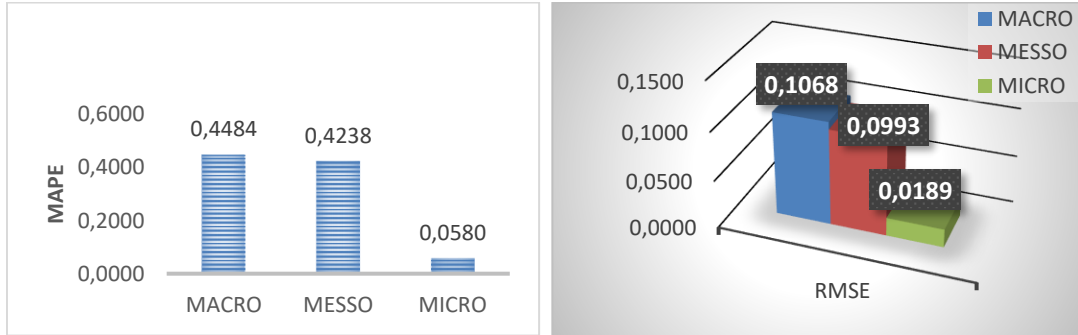 MAPE
0,6000
0,4000
0,2000
0,0000
0,4484
0,4238
0,0580
MACRO
MESSO
MICRO
MACRO
MESSO
MICRO
0,1500
0,1000
0,0500
0,0000
0,1068
0,0993
0,0189
RMSE